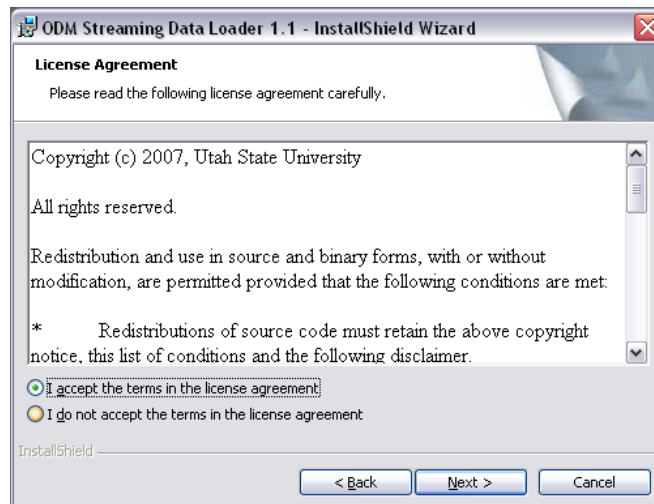 ODM Streaming Data Loader 1.1 - InstallShield Wizard
License Agreement
Please read the following license agreement carefully.
Copyright (c) 2007, Utah State University
All rights reserved.
Redistribution and use in source and binary forms, with or without
modification, are permitted provided that the following conditions are met:
* Redistributions of source code must retain the above copyright
notice, this list of conditions and the following disclaimer.
I accept the terms in the license agreement
I do not accept the terms in the license agreement
InstallShield
< Back Next > Cancel